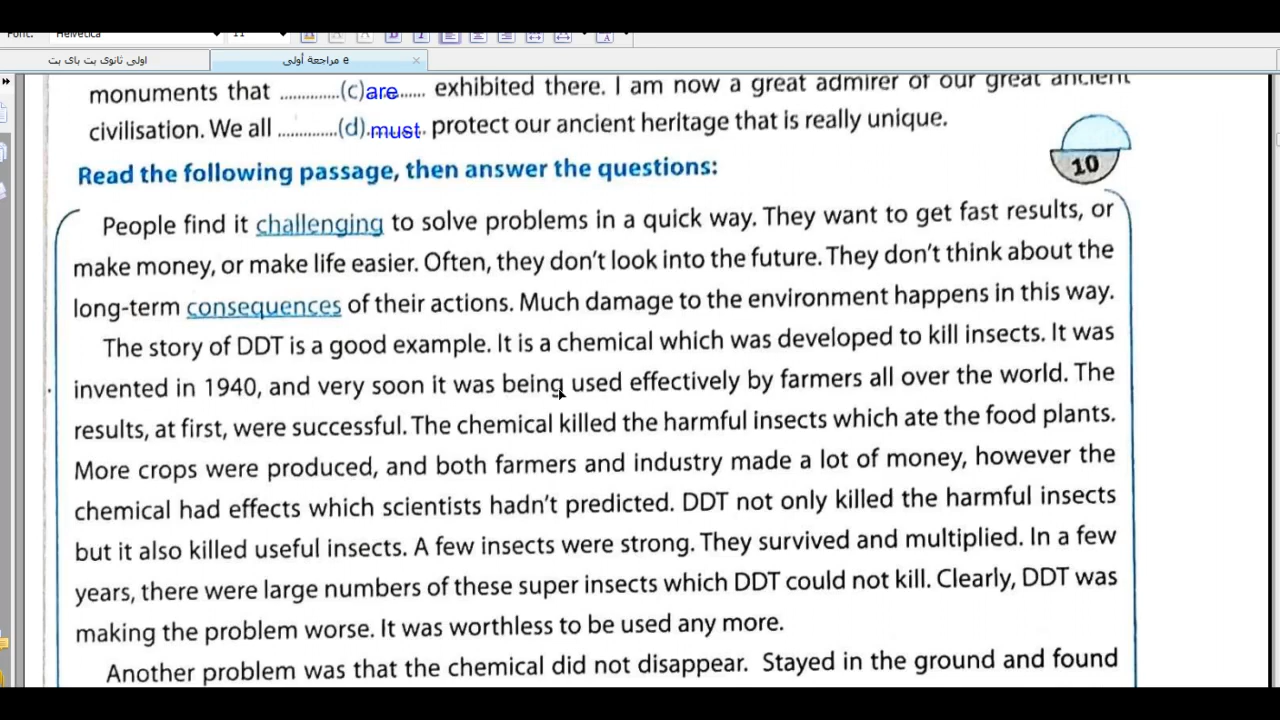 Font: Helvetica 11
اولى ثانوى بت باى بت
مراجعة أولى e
monuments that ..............(c)are...... exhibited there. I am now a great admirer of our great ancient
civilisation. We all ..............(d).must. protect our ancient heritage that is really unique.
Read the following passage, then answer the questions:
10
People find it challenging to solve problems in a quick way. They want to get fast results, or
make money, or make life easier. Often, they don't look into the future. They don't think about the
long-term consequences of their actions. Much damage to the environment happens in this way.
The story of DDT is a good example. It is a chemical which was developed to kill insects. It was
invented in 1940, and very soon it was being used effectively by farmers all over the world. The
results, at first, were successful. The chemical killed the harmful insects which ate the food plants.
More crops were produced, and both farmers and industry made a lot of money, however the
chemical had effects which scientists hadn't predicted. DDT not only killed the harmful insects
but it also killed useful insects. A few insects were strong. They survived and multiplied. In a few
years, there were large numbers of these super insects which DDT could not kill. Clearly, DDT was
making the problem worse. It was worthless to be used any more.
Another problem was that the chemical did not disappear. Stayed in the ground and found